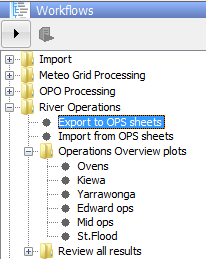 Workflows
Import
Meteo Grid Processing
OPO Processing
River Operations
Export to OPS sheets
Import from OPS sheets
Operations Overview plots
Ovens
Kiewa
Yarrawonga
Edward ops
Mid ops
St.Flood
Review all results